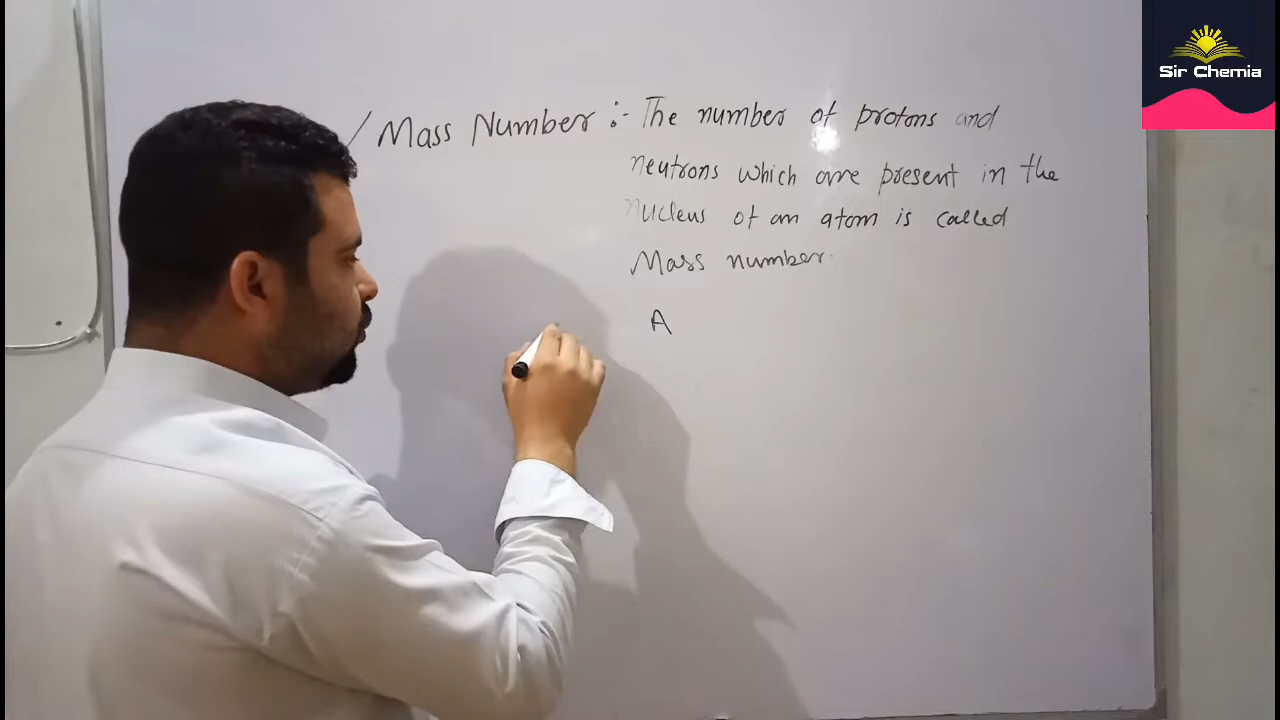 Sir Chemia
/ Mass Number :- The number of protons and
neutrons which are present in the
nucleus of an atom is called
Mass number.
A